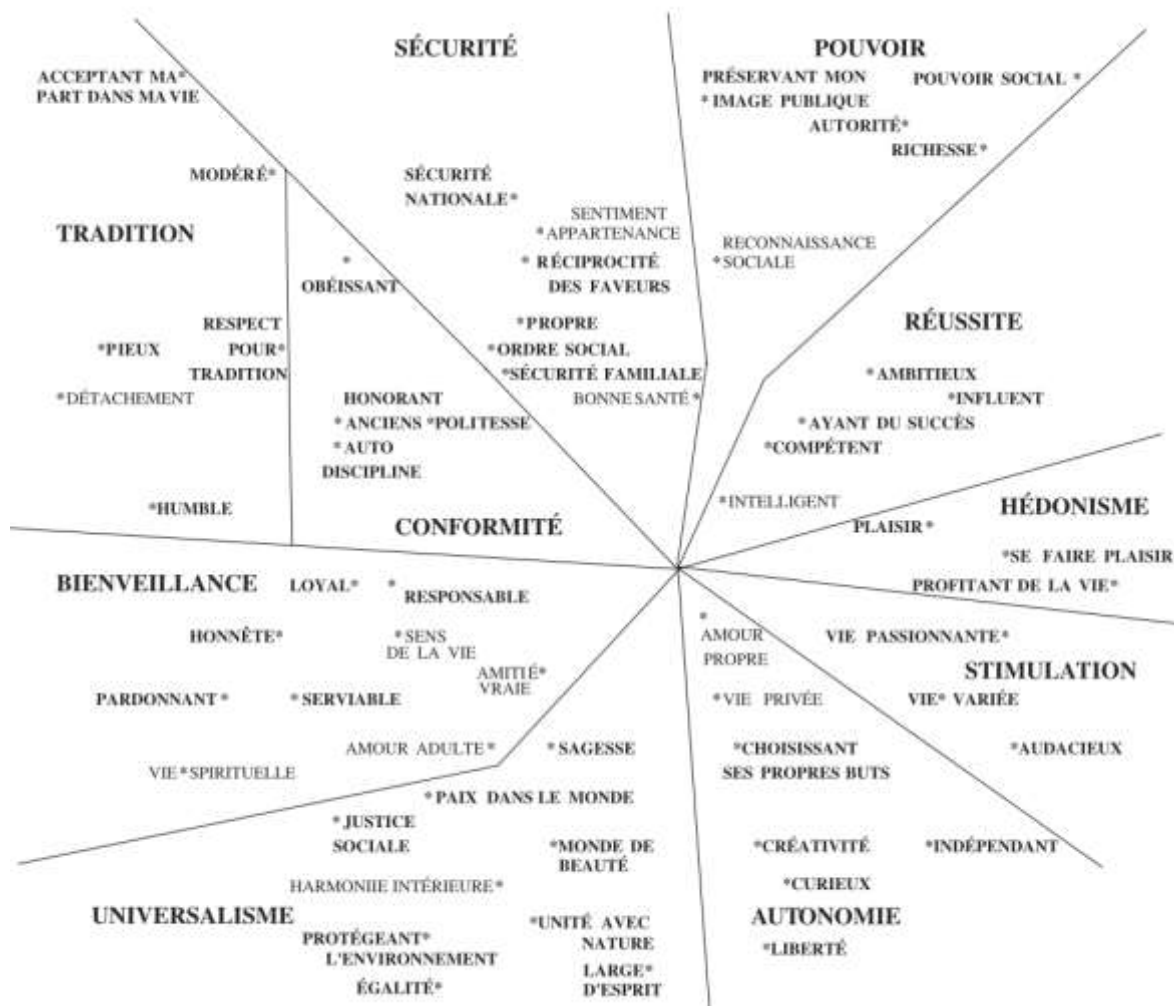 SÉCURITÉ
POUVOIR
ACCEPTANT MA*
PART DANS MA VIE
PRÉSERVANT MON
* IMAGE PUBLIQUE
POUVOIR SOCIAL *
AUTORITÉ*
RICHESSE*
MODÉRÉ*
SÉCURITÉ
NATIONALE*
SENTIMENT
*APPARTENANCE
TRADITION
RECONNAISSANCE
*SOCIALE
*
OBÉISSANT
* RÉCIPROCITÉ
DES FAVEURS
RESPECT
POUR*
TRADITION
*PIEUX
*PROPRE
*ORDRE SOCIAL
*SÉCURITÉ FAMILIALE
BONNE SANTÉ *
RÉUSSITE
*AMBITIEUX
*INFLUENT
*AYANT DU SUCCÈS
*COMPÉTENT
*DÉTACHEMENT
HONORANT
*ANCIENS *POLITESSE
*AUTO
DISCIPLINE
*HUMBLE
CONFORMITÉ
*INTELLIGENT
HÉDONISME
PLAISIR*
*SE FAIRE PLAISIR
PROFITANT DE LA VIE*
BIENVEILLANCE
LOYAL*
*
RESPONSABLE
HONNÊTE*
*SENS
DE LA VIE
AMITIÉ*
VRAIE
*
AMOUR
PROPRE
VIE PASSIONNANTE*
STIMULATION
PARDONNANT *
* SERVIABLE
*VIE PRIVÉE
VIE* VARIÉE
AMOUR ADULTE*
*SAGESSE
*CHOISISSANT
SES PROPRES BUTS
*AUDACIEUX
VIE*SPIRITUELLE
*PAIX DANS LE MONDE
*JUSTICE
SOCIALE
*MONDE DE
BEAUTÉ
*CRÉATIVITÉ
*INDÉPENDANT
HARMONIIE INTÉRIEURE*
*CURIEUX
UNIVERSALISME
AUTONOMIE
*UNITÉ AVEC
NATURE
PROTÉGEANT*
L'ENVIRONNEMENT
*LIBERTÉ
ÉGALITÉ*
LARGE*
D'ESPRIT